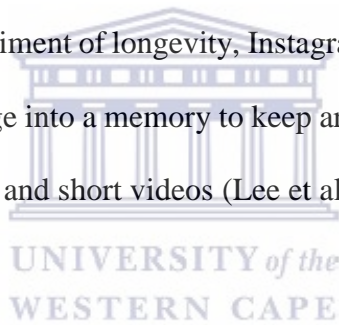 iment of longevity, Instagra
ge into a memory to keep an
and short videos (Lee et al
UNIVERSITY of the
WESTERN CAPE